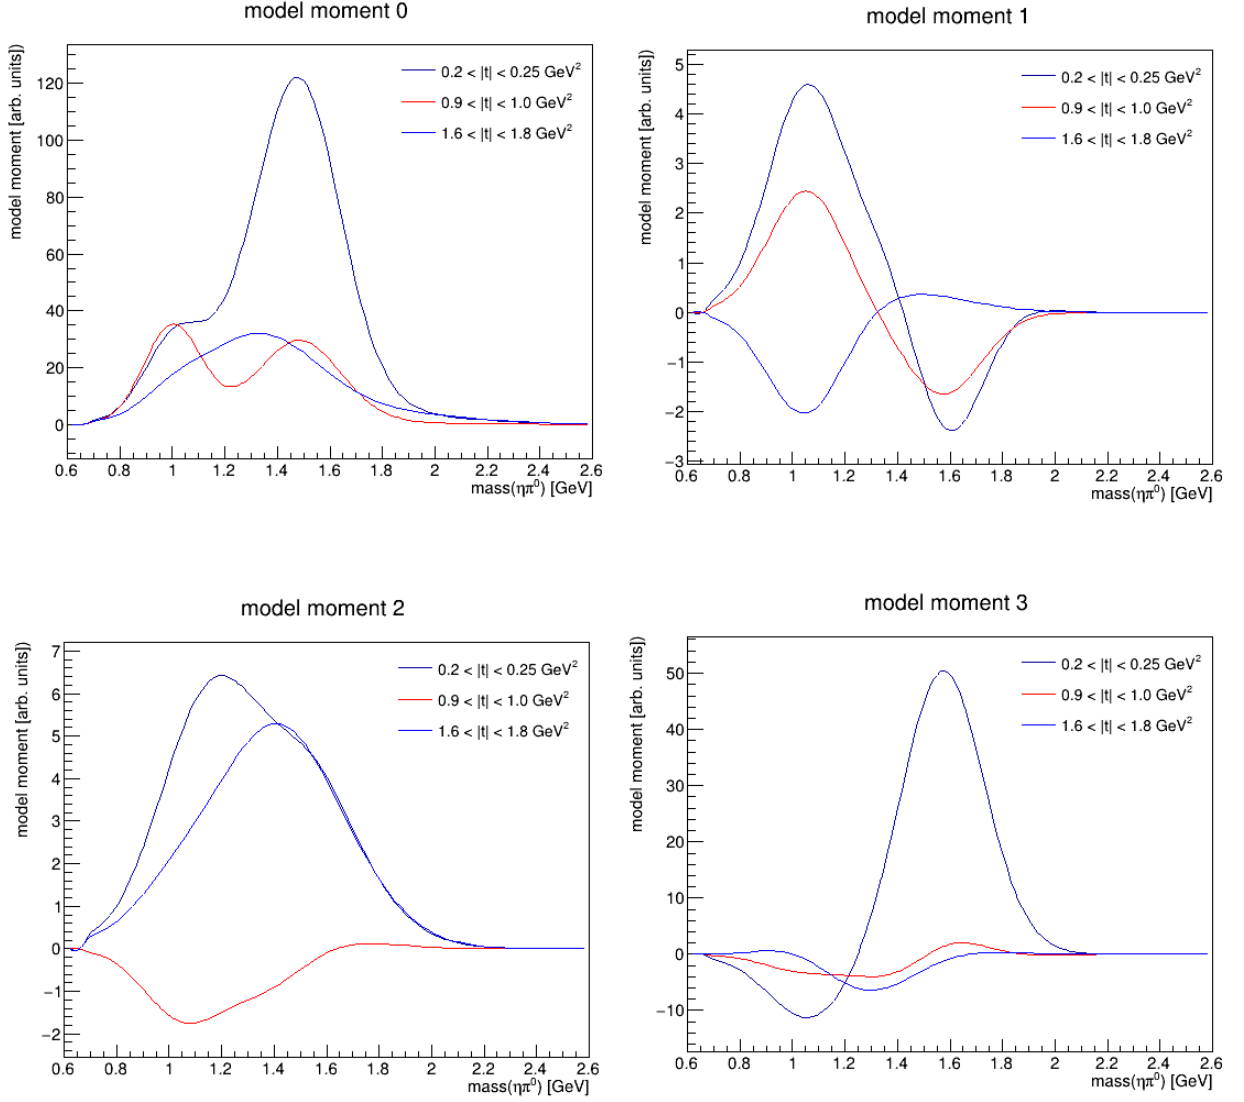 model moment 0
model moment [arb. units])
0.2 < |t| < 0.25 GeV²
0.9 < |t| < 1.0 GeV²
1.6 < |t| < 1.8 GeV²
120
100
80
60
40
20
0
0.6 0.8 1 1.2 1.4 1.6 1.8 2 2.2 2.4 2.6
mass(ηπ⁰) [GeV]
model moment 1
model moment [arb. units])
0.2 < |t| < 0.25 GeV²
0.9 < |t| < 1.0 GeV²
1.6 < |t| < 1.8 GeV²
5
4
3
2
1
0
−1
−2
−3
0.6 0.8 1 1.2 1.4 1.6 1.8 2 2.2 2.4 2.6
mass(ηπ⁰) [GeV]
model moment 2
model moment [arb. units])
0.2 < |t| < 0.25 GeV²
0.9 < |t| < 1.0 GeV²
1.6 < |t| < 1.8 GeV²
7
6
5
4
3
2
1
0
−1
−2
0.6 0.8 1 1.2 1.4 1.6 1.8 2 2.2 2.4 2.6
mass(ηπ⁰) [GeV]
model moment 3
model moment [arb. units])
0.2 < |t| < 0.25 GeV²
0.9 < |t| < 1.0 GeV²
1.6 < |t| < 1.8 GeV²
50
40
30
20
10
0
−10
0.6 0.8 1 1.2 1.4 1.6 1.8 2 2.2 2.4 2.6
mass(ηπ⁰) [GeV]